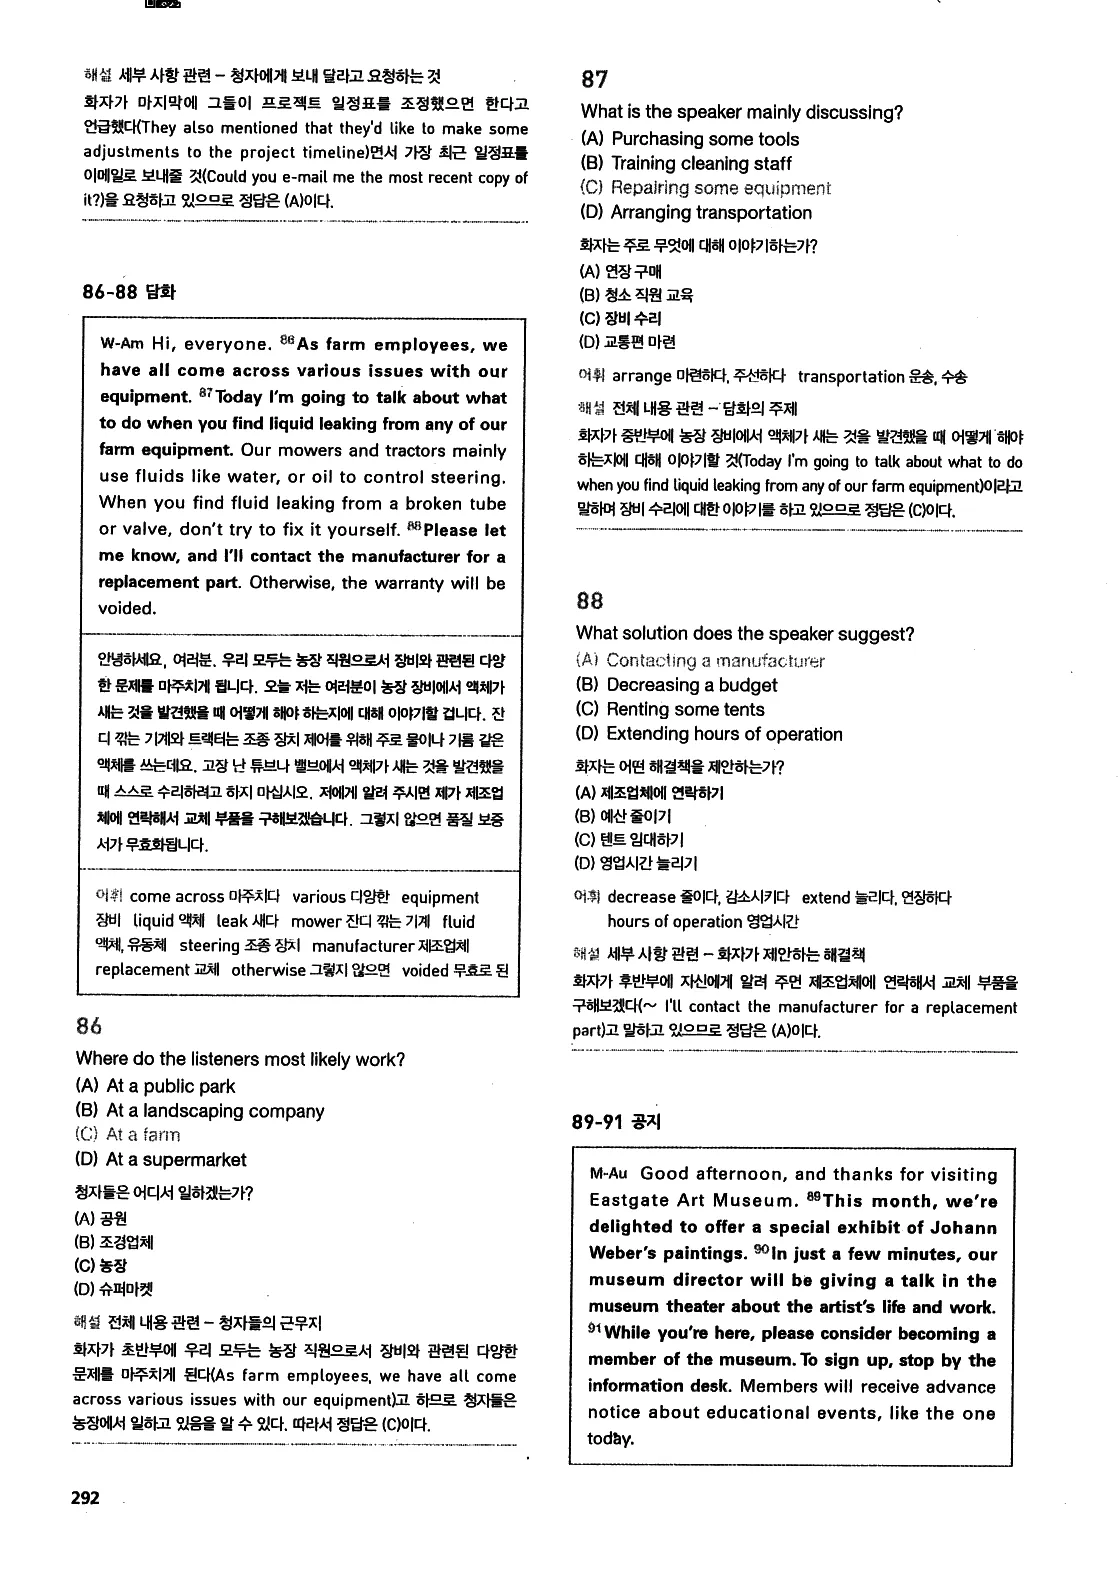 해설 세부 사항 관련 – 청자에게 보내 달라고 요청하는 것
화자가 마지막에 그들이 프로젝트 일정표를 조정했으면 한다고
언급했다(They also mentioned that they'd like to make some
adjustments to the project timeline)면서 가장 최근 일정표를
이메일로 보내줄 것(Could you e-mail me the most recent copy of
it?)을 요청하고 있으므로 정답은 (A)이다.
86-88 담화
W-Am Hi, everyone. 86As farm employees, we
have all come across various issues with our
equipment. 87Today I'm going to talk about what
to do when you find liquid leaking from any of our
farm equipment. Our mowers and tractors mainly
use fluids like water, or oil to control steering.
When you find fluid leaking from a broken tube
or valve, don't try to fix it yourself. 88Please let
me know, and I'll contact the manufacturer for a
replacement part. Otherwise, the warranty will be
voided.
안녕하세요, 여러분. 우리 모두는 농장 직원으로서 장비와 관련된 다양
한 문제를 마주치게 됩니다. 오늘 저는 여러분이 농장 장비에서 액체가
새는 것을 발견했을 때 어떻게 해야 하는지에 대해 이야기할 겁니다. 잔
디 깎는 기계와 트랙터는 조종 장치 제어를 위해 주로 물이나 기름 같은
액체를 쓰는데요. 고장 난 튜브나 밸브에서 액체가 새는 것을 발견했을
때 스스로 수리하려고 하지 마십시오. 저에게 알려 주시면 제가 제조업
체에 연락해서 교체 부품을 구해보겠습니다. 그렇지 않으면 품질 보증
서가 무효화됩니다.
어휘 come across 마주치다 various 다양한 equipment
장비 liquid 액체 leak 새다 mower 잔디 깎는 기계 fluid
액체, 유동체 steering 조종 장치 manufacturer 제조업체
replacement 교체 otherwise 그렇지 않으면 voided 무효로 된
86
Where do the listeners most likely work?
(A) At a public park
(B) At a landscaping company
(C) At a farm
(D) At a supermarket
청자들은 어디서 일하겠는가?
(A) 공원
(B) 조경업체
(C) 농장
(D) 슈퍼마켓
해설 전체 내용 관련 – 청자들의 근무지
화자가 초반부에 우리 모두는 농장 직원으로서 장비와 관련된 다양한
문제를 마주치게 된다(As farm employees, we have all come
across various issues with our equipment)고 하므로 청자들은
농장에서 일하고 있음을 알 수 있다. 따라서 정답은 (C)이다.
292
87
What is the speaker mainly discussing?
(A) Purchasing some tools
(B) Training cleaning staff
(C) Repairing some equipment
(D) Arranging transportation
화자는 주로 무엇에 대해 이야기하는가?
(A) 연장 구매
(B) 청소 직원 교육
(C) 장비 수리
(D) 교통편 마련
어휘 arrange 마련하다, 주선하다 transportation 운송, 수송
해설 전체 내용 관련 – 담화의 주제
화자가 중반부에 농장 장비에서 액체가 새는 것을 발견했을 때 어떻게 해야
하는지에 대해 이야기할 것(Today I'm going to talk about what to do
when you find liquid leaking from any of our farm equipment)이라고
말하며 장비 수리에 대한 이야기를 하고 있으므로 정답은 (C)이다.
88
What solution does the speaker suggest?
(A) Contacting a manufacturer
(B) Decreasing a budget
(C) Renting some tents
(D) Extending hours of operation
화자는 어떤 해결책을 제안하는가?
(A) 제조업체에 연락하기
(B) 예산 줄이기
(C) 텐트 임대하기
(D) 영업시간 늘리기
어휘 decrease 줄이다, 감소시키다 extend 늘리다, 연장하다
hours of operation 영업시간
해설 세부 사항 관련 – 화자가 제안하는 해결책
화자가 후반부에 자신에게 알려 주면 제조업체에 연락해서 교체 부품을
구해보겠다(~ I'll contact the manufacturer for a replacement
part)고 말하고 있으므로 정답은 (A)이다.
89-91 공지
M-Au Good afternoon, and thanks for visiting
Eastgate Art Museum. 89This month, we're
delighted to offer a special exhibit of Johann
Weber's paintings. 90In just a few minutes, our
museum director will be giving a talk in the
museum theater about the artist's life and work.
91While you're here, please consider becoming a
member of the museum. To sign up, stop by the
information desk. Members will receive advance
notice about educational events, like the one
today.